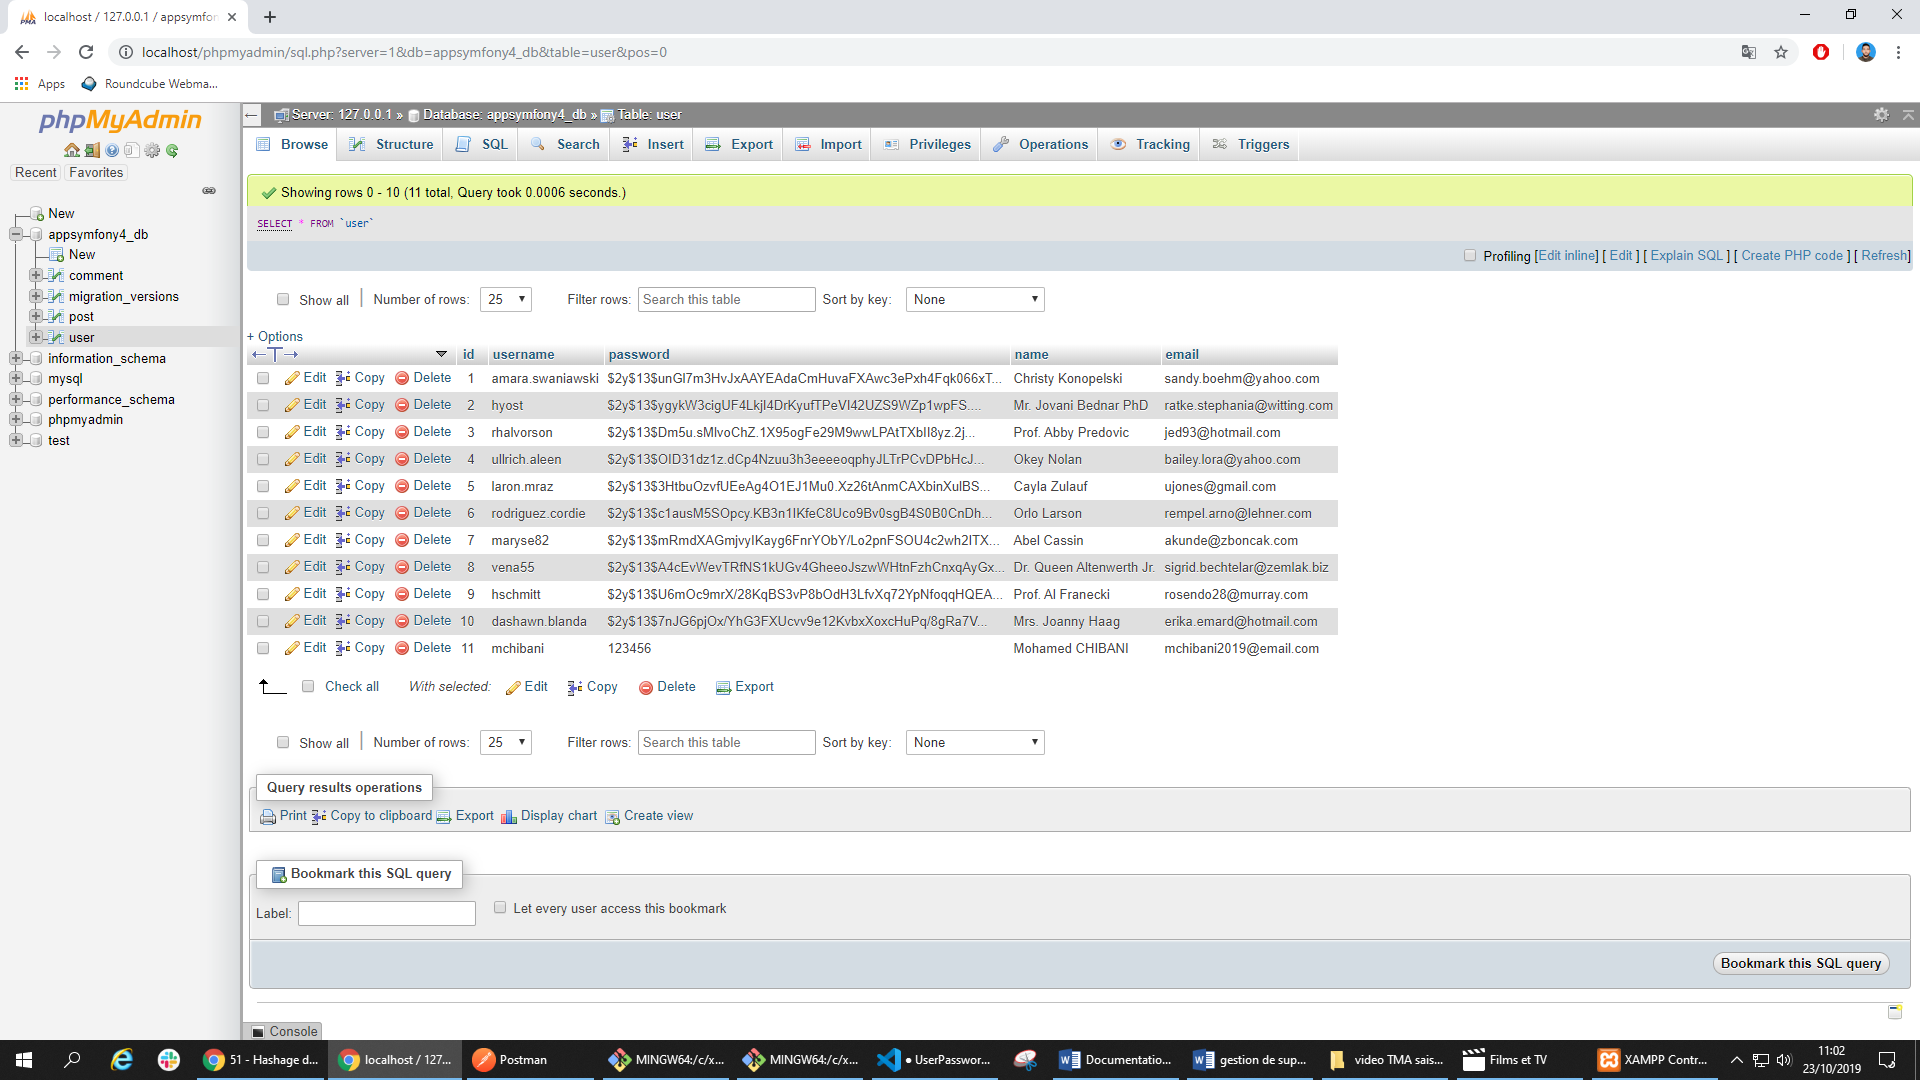 localhost / 127.0.0.1 / appsymfon
localhost/phpmyadmin/sql.php?server=1&db=appsymfony4_db&table=user&pos=0
Apps Roundcube Webma...
phpMyAdmin
Recent Favorites
New
appsymfony4_db
New
comment
migration_versions
post
user
information_schema
mysql
performance_schema
phpmyadmin
test
Server: 127.0.0.1 » Database: appsymfony4_db » Table: user
Browse Structure SQL Search Insert Export Import Privileges Operations Tracking Triggers
Showing rows 0 - 10 (11 total, Query took 0.0006 seconds.)
SELECT * FROM `user`
Profiling [Edit inline] [ Edit ] [ Explain SQL ] [ Create PHP code ] [ Refresh]
Show all Number of rows: 25 Filter rows: Search this table Sort by key: None
+ Options
id username password name email
Edit Copy Delete 1 amara.swaniawski $2y$13$unGl7m3HvJxAAYEAdaCmHuvaFXAwc3ePxh4Fqk066xT... Christy Konopelski sandy.boehm@yahoo.com
Edit Copy Delete 2 hyost $2y$13$ygykW3cigUF4LkjI4DrKyufTPeVI42UZS9WZp1wpFS.... Mr. Jovani Bednar PhD ratke.stephania@witting.com
Edit Copy Delete 3 rhalvorson $2y$13$Dm5u.sMlvoChZ.1X95ogFe29M9wwLPAtTXbII8yz.2j... Prof. Abby Predovic jed93@hotmail.com
Edit Copy Delete 4 ullrich.aleen $2y$13$OID31dz1z.dCp4Nzuu3h3eeeeoqphyJLTrPCvDPbHcJ... Okey Nolan bailey.lora@yahoo.com
Edit Copy Delete 5 laron.mraz $2y$13$3HtbuOzvfUEeAg4O1EJ1Mu0.Xz26tAnmCAXbinXulBS... Cayla Zulauf ujones@gmail.com
Edit Copy Delete 6 rodriguez.cordie $2y$13$c1ausM5SOpcy.KB3n1IKfeC8Uco9Bv0sgB4S0B0CnDh... Orlo Larson rempel.arno@lehner.com
Edit Copy Delete 7 maryse82 $2y$13$mRmdXAGmjvyIKayg6FnrYObY/Lo2pnFSOU4c2wh2ITX... Abel Cassin akunde@zboncak.com
Edit Copy Delete 8 vena55 $2y$13$A4cEvWevTRfNS1kUGv4GheeoJszwWHtnFzhCnxqAyGx... Dr. Queen Altenwerth Jr. sigrid.bechtelar@zemlak.biz
Edit Copy Delete 9 hschmitt $2y$13$U6mOc9mrX/28KqBS3vP8bOdH3LfvXq72YpNfoqqHQEA... Prof. Al Franecki rosendo28@murray.com
Edit Copy Delete 10 dashawn.blanda $2y$13$7nJG6pjOx/YhG3FXUcvv9e12KvbxXoxcHuPq/8gRa7V... Mrs. Joanny Haag erika.emard@hotmail.com
Edit Copy Delete 11 mchibani 123456 Mohamed CHIBANI mchibani2019@email.com
Check all With selected: Edit Copy Delete Export
Show all Number of rows: 25 Filter rows: Search this table Sort by key: None
Query results operations
Print Copy to clipboard Export Display chart Create view
Bookmark this SQL query
Label: Let every user access this bookmark
Bookmark this SQL query
Console
51 - Hashage d... localhost / 127... Postman MINGW64:/c/x... MINGW64:/c/x... ● UserPasswor... Documentatio... gestion de sup... video TMA sais... Films et TV XAMPP Contr... 11:02
23/10/2019